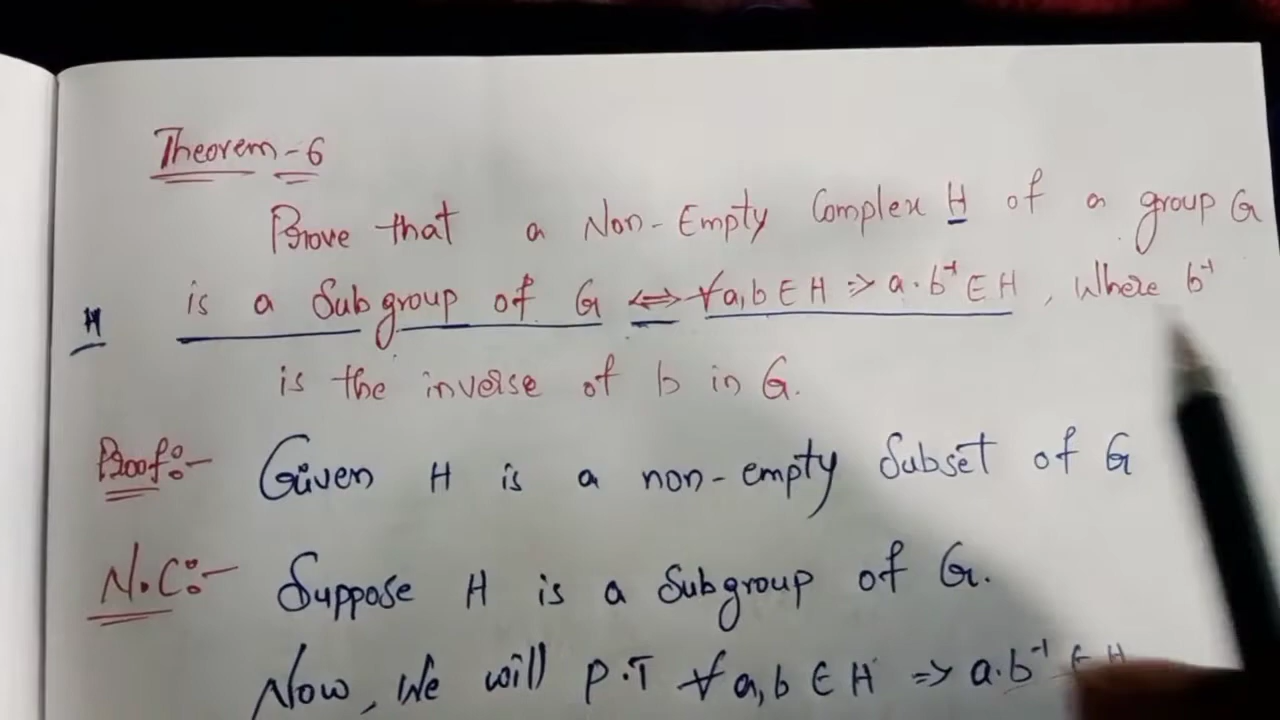 Theorem-6
Prove that a Non-Empty Complex H of a group G
is a Subgroup of G ⇔ ∀a,b∈H ⇒ a·b⁻¹∈H, Where b⁻¹
H
is the inverse of b in G.
Proof:- Given H is a non-empty Subset of G
N.C:- Suppose H is a Subgroup of G.
Now, We will P.T ∀a,b∈H ⇒ a·b⁻¹∈H